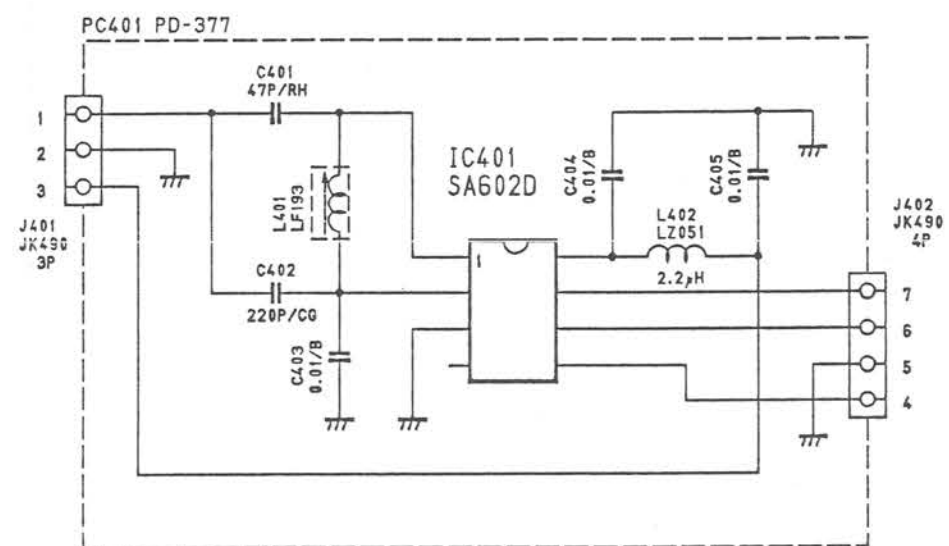 PC401 PD-377
C401
47P/RH
1
2
3
J401
JK490
3P
L401
LF193
C402
220P/CG
C403
0.01/B
IC401
SA602D
1
C404
0.01/B
C405
0.01/B
L402
LZ051
2.2μH
J402
JK490
4P
7
6
5
4